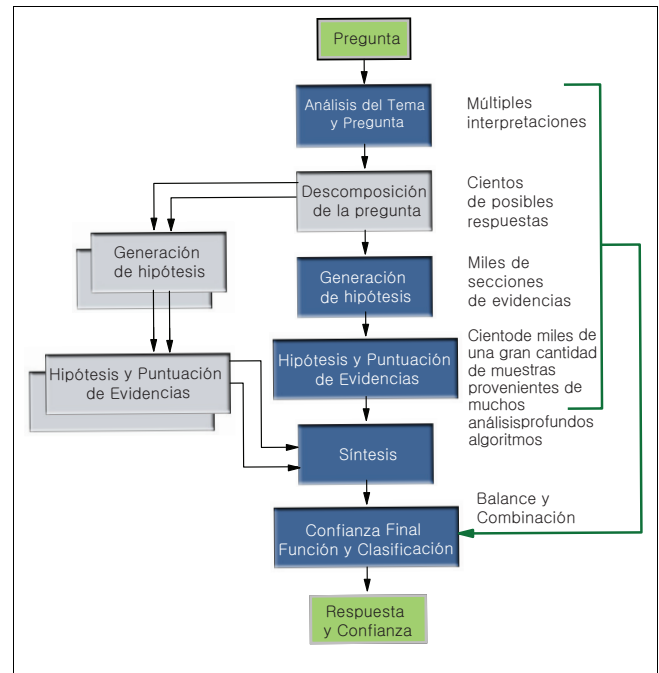 Pregunta
Análisis del Tema
y Pregunta
Múltiples
interpretaciones
Descomposición
de la pregunta
Cientos
de posibles
respuestas
Generación
de hipótesis
Generación
de hipótesis
Miles de
secciones
de evidencias
Hipótesis y Puntuación
de Evidencias
Hipótesis y Puntuación
de Evidencias
Cientode miles de
una gran cantidad
de muestras
provenientes de
muchos
análisisprofundos
algoritmos
Síntesis
Balance y
Combinación
Confianza Final
Función y Clasificación
Respuesta
y Confianza